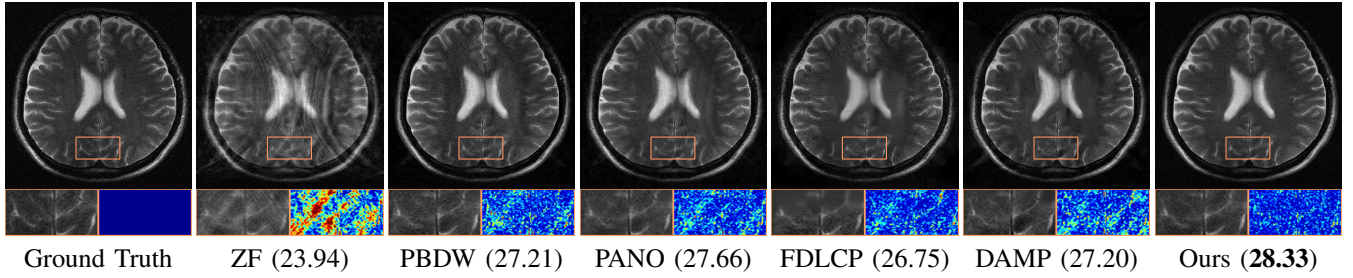 Ground Truth ZF (23.94) PBDW (27.21) PANO (27.66) FDLCP (26.75) DAMP (27.20) Ours (28.33)